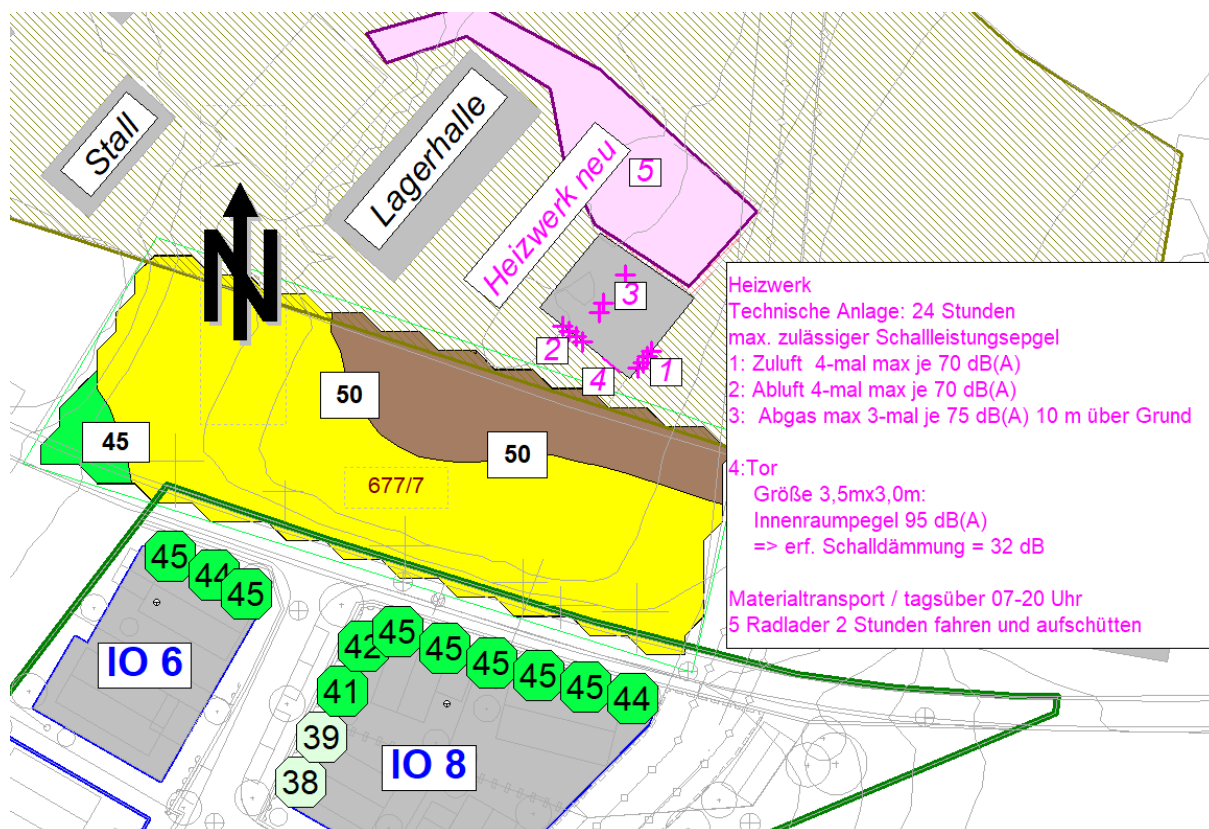 Stall
Lagerhalle
Heizwerk neu
5
N
3
2
1
4
Heizwerk
Technische Anlage: 24 Stunden
max. zulässiger Schallleistungsepgel
1: Zuluft 4-mal max je 70 dB(A)
2: Abluft 4-mal max je 70 dB(A)
3: Abgas max 3-mal je 75 dB(A) 10 m über Grund
4:Tor
Größe 3,5mx3,0m:
Innenraumpegel 95 dB(A)
=> erf. Schalldämmung = 32 dB
Materialtransport / tagsüber 07-20 Uhr
5 Radlader 2 Stunden fahren und aufschütten
50
45
50
677/7
45
44
45
IO 6
42
45
45
45
45
45
44
41
39
38
IO 8